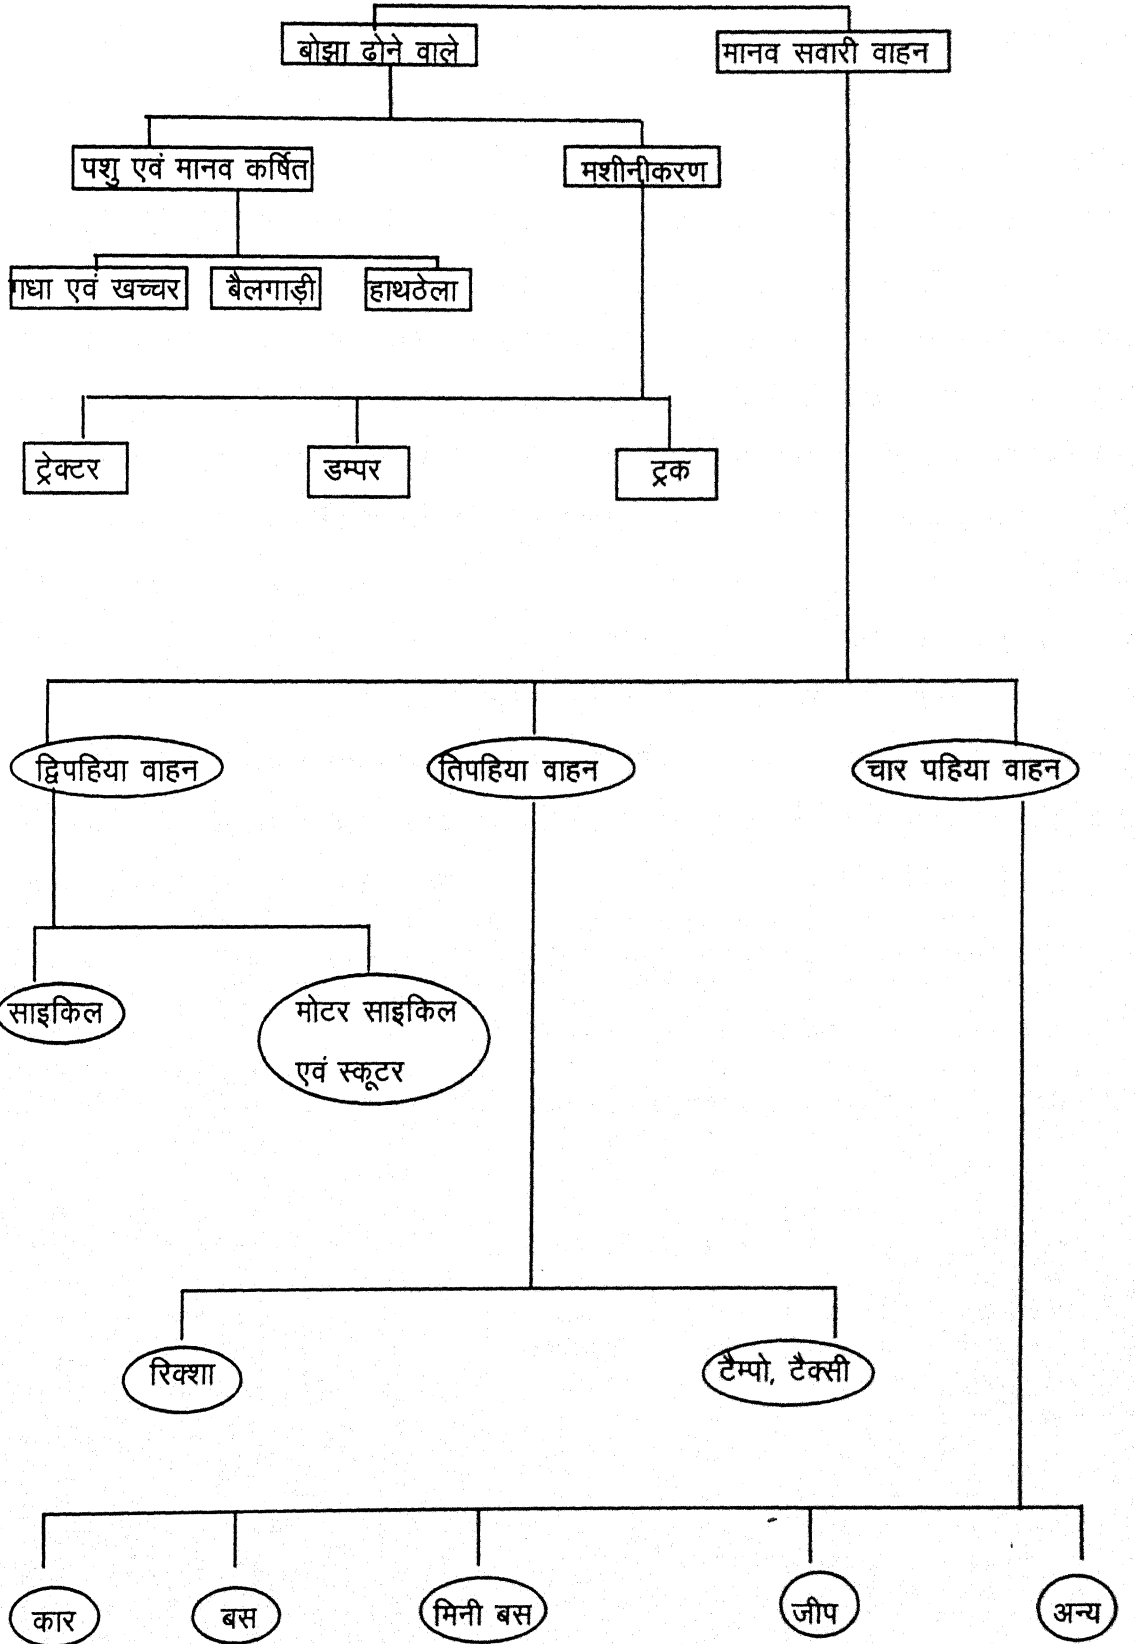 बोझा ढोने वाले
मानव सवारी वाहन
पशु एवं मानव कर्षित
मशीनीकरण
गधा एवं खच्चर
बैलगाड़ी
हाथठेला
ट्रेक्टर
डम्पर
ट्रक
द्विपहिया वाहन
तिपहिया वाहन
चार पहिया वाहन
साइकिल
मोटर साइकिल
एवं स्कूटर
रिक्शा
टैम्पो, टैक्सी
कार
बस
मिनी बस
जीप
अन्य